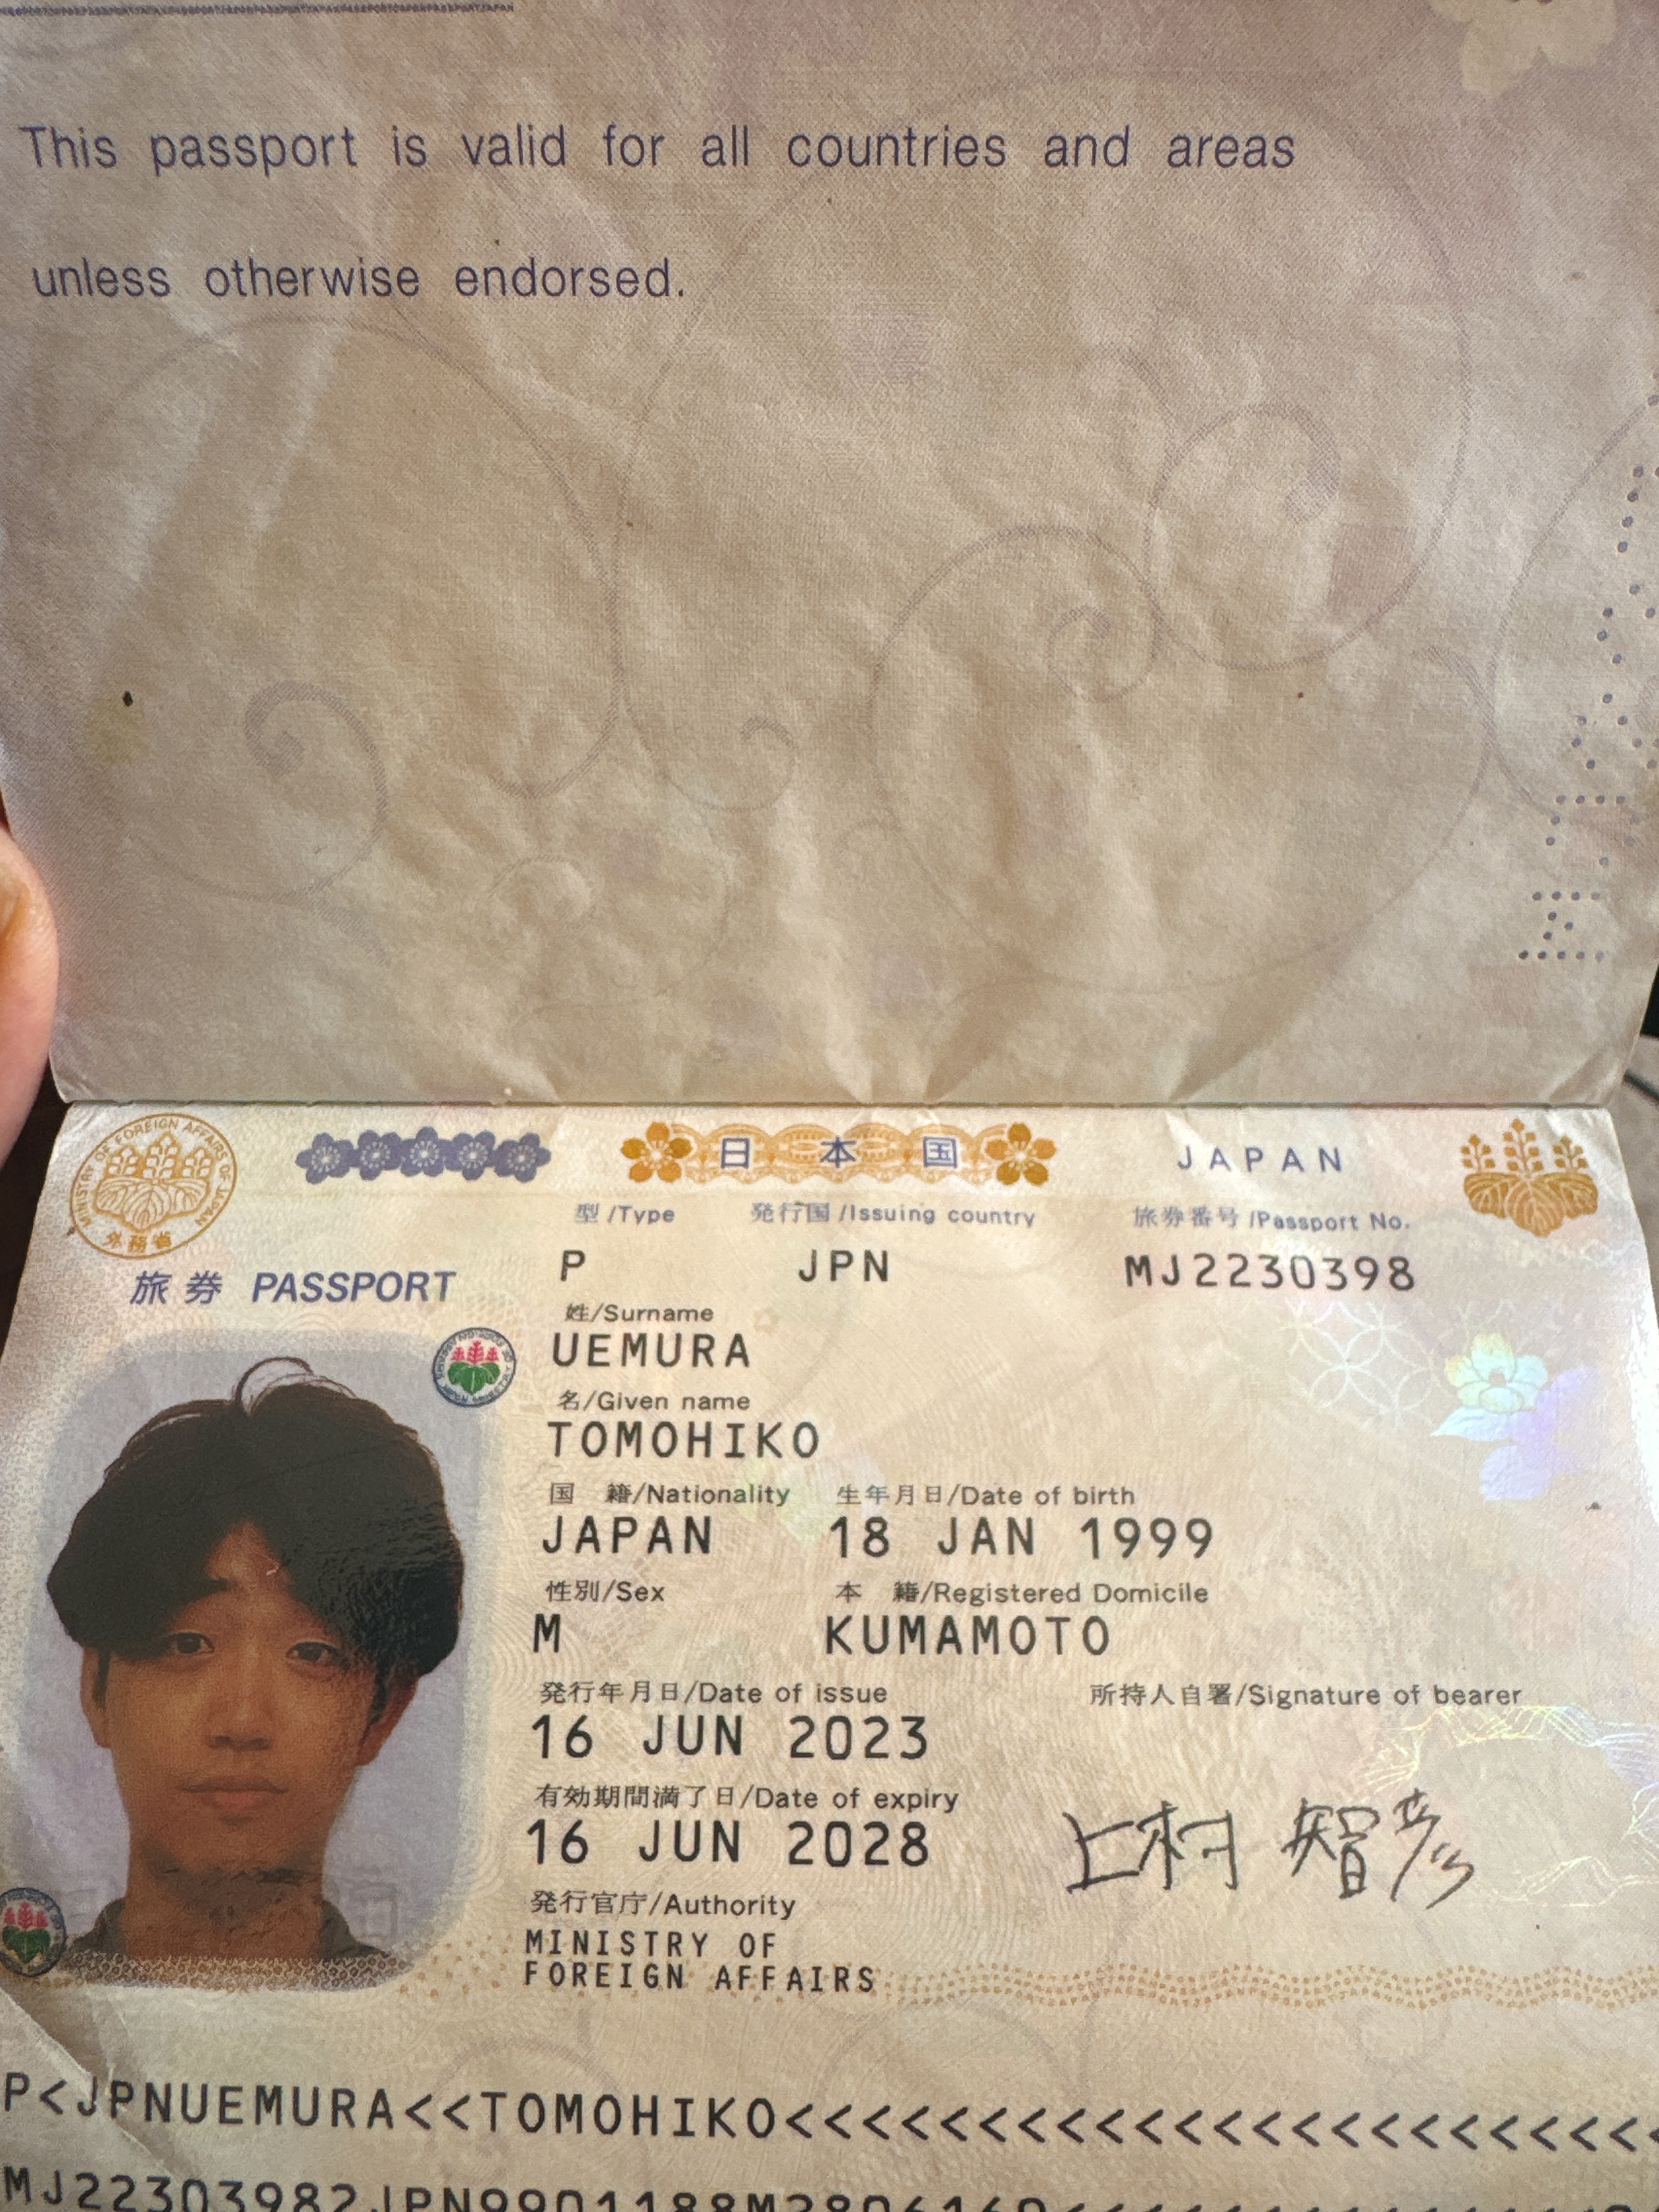 This passport is valid for all countries and areas
unless otherwise endorsed.
日本国 JAPAN
型/Type 発行国/Issuing country 旅券番号/Passport No.
P JPN MJ2230398
旅券 PASSPORT
姓/Surname
UEMURA
名/Given name
TOMOHIKO
国 籍/Nationality 生年月日/Date of birth
JAPAN 18 JAN 1999
性別/Sex 本 籍/Registered Domicile
M KUMAMOTO
発行年月日/Date of issue 所持人自署/Signature of bearer
16 JUN 2023
有効期間満了日/Date of expiry
16 JUN 2028
上村 智彦
発行官庁/Authority
MINISTRY OF
FOREIGN AFFAIRS
MINISTRY OF FOREIGN AFFAIRS OF JAPAN
外務省
P<JPNUEMURA<<TOMOHIKO<<<<<<<<<<<<<<<<<<<<<
MJ22303982JPN9901188M2806160